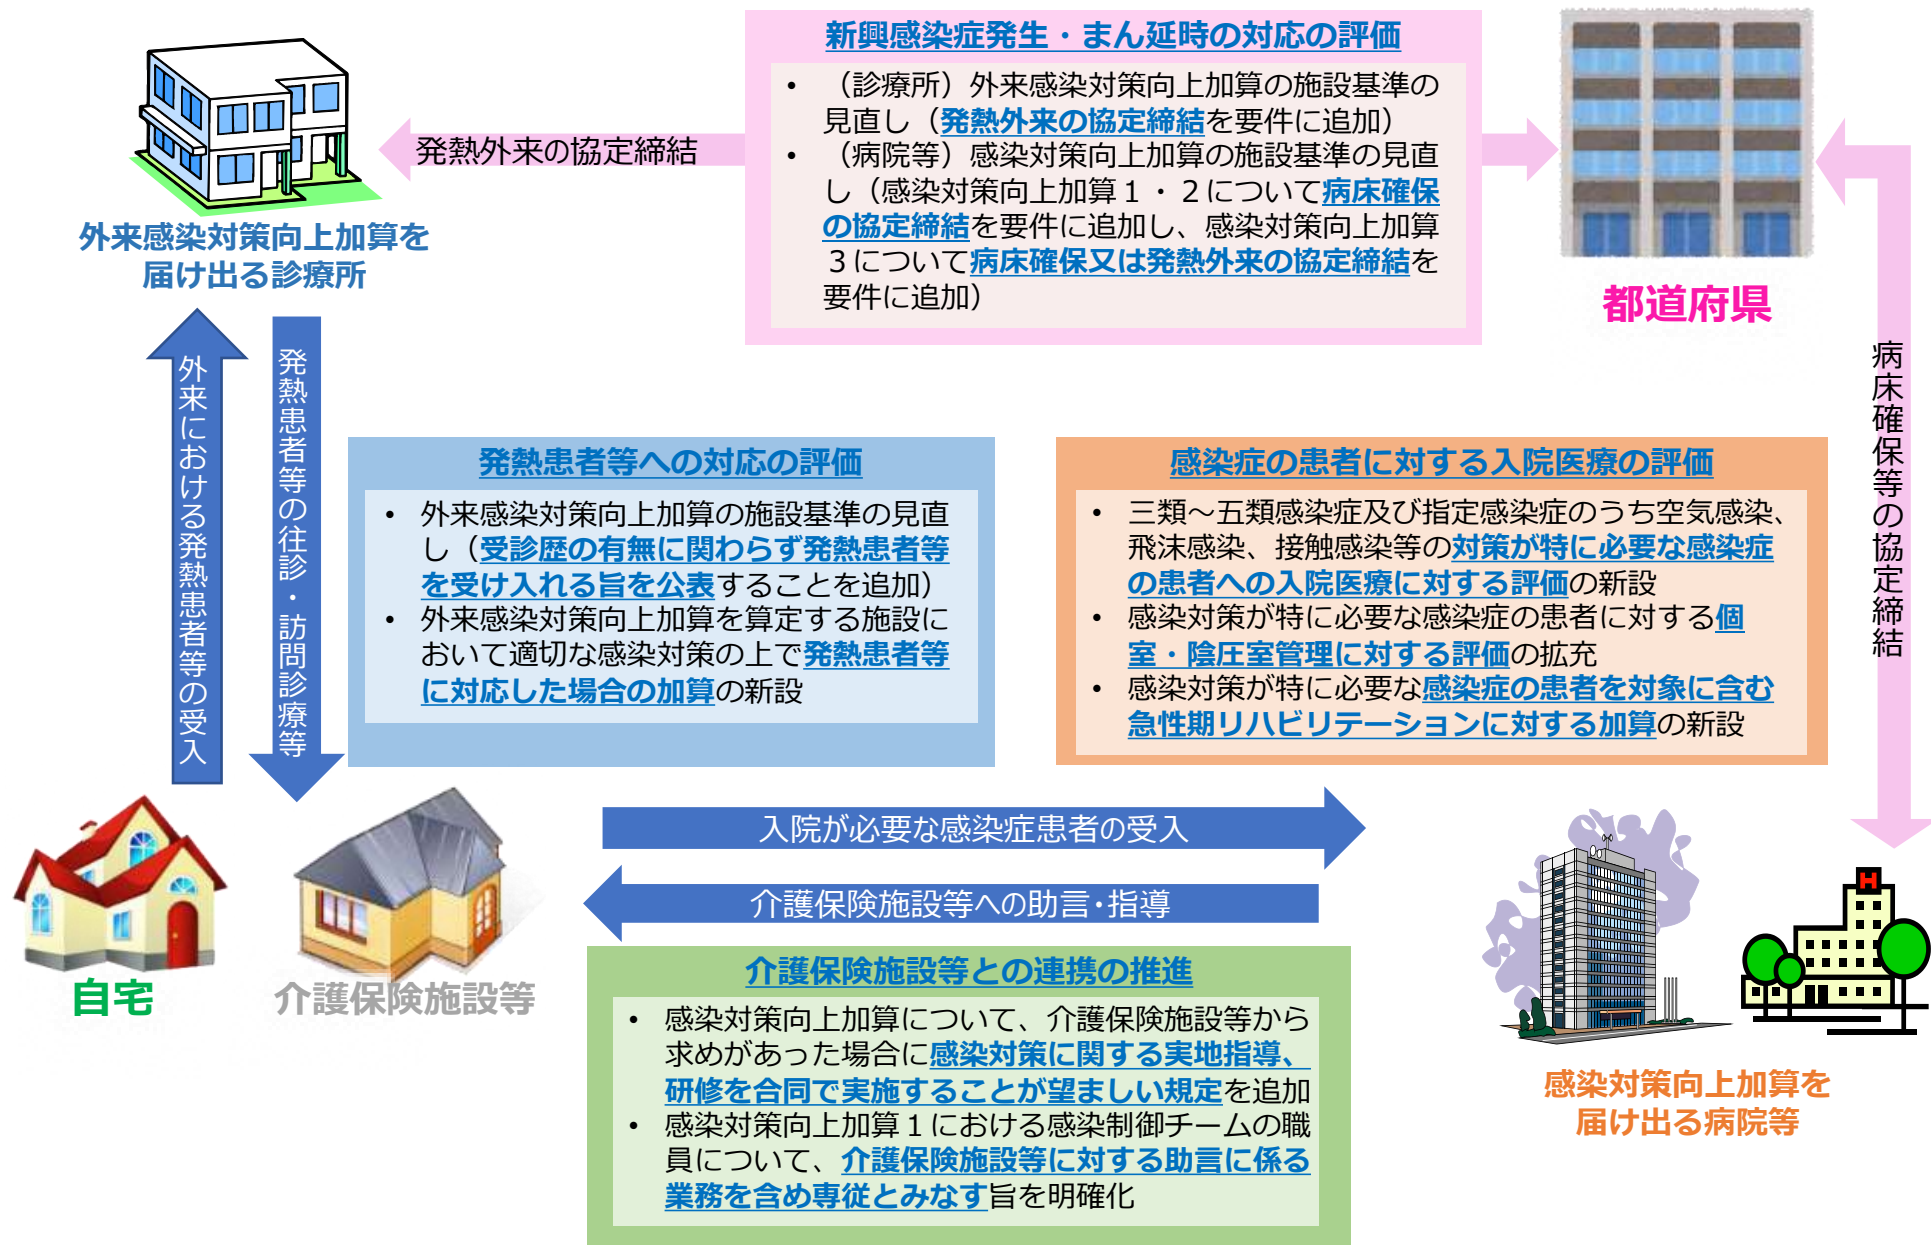 新興感染症発生・まん延時の対応の評価
• （診療所）外来感染対策向上加算の施設基準の
見直し（発熱外来の協定締結を要件に追加）
• （病院等）感染対策向上加算の施設基準の見直
し（感染対策向上加算１・２について病床確保
の協定締結を要件に追加し、感染対策向上加算
３について病床確保又は発熱外来の協定締結を
要件に追加）
発熱外来の協定締結
外来感染対策向上加算を
届け出る診療所
都道府県
病床確保等の協定締結
外来における発熱患者等の受入
発熱患者等の往診・訪問診療等
発熱患者等への対応の評価
• 外来感染対策向上加算の施設基準の見直
し（受診歴の有無に関わらず発熱患者等
を受け入れる旨を公表することを追加）
• 外来感染対策向上加算を算定する施設に
おいて適切な感染対策の上で発熱患者等
に対応した場合の加算の新設
感染症の患者に対する入院医療の評価
• 三類～五類感染症及び指定感染症のうち空気感染、
飛沫感染、接触感染等の対策が特に必要な感染症
の患者への入院医療に対する評価の新設
• 感染対策が特に必要な感染症の患者に対する個
室・陰圧室管理に対する評価の拡充
• 感染対策が特に必要な感染症の患者を対象に含む
急性期リハビリテーションに対する加算の新設
入院が必要な感染症患者の受入
介護保険施設等への助言・指導
自宅
介護保険施設等
介護保険施設等との連携の推進
• 感染対策向上加算について、介護保険施設等から
求めがあった場合に感染対策に関する実地指導、
研修を合同で実施することが望ましい規定を追加
• 感染対策向上加算１における感染制御チームの職
員について、介護保険施設等に対する助言に係る
業務を含め専従とみなす旨を明確化
H
感染対策向上加算を
届け出る病院等